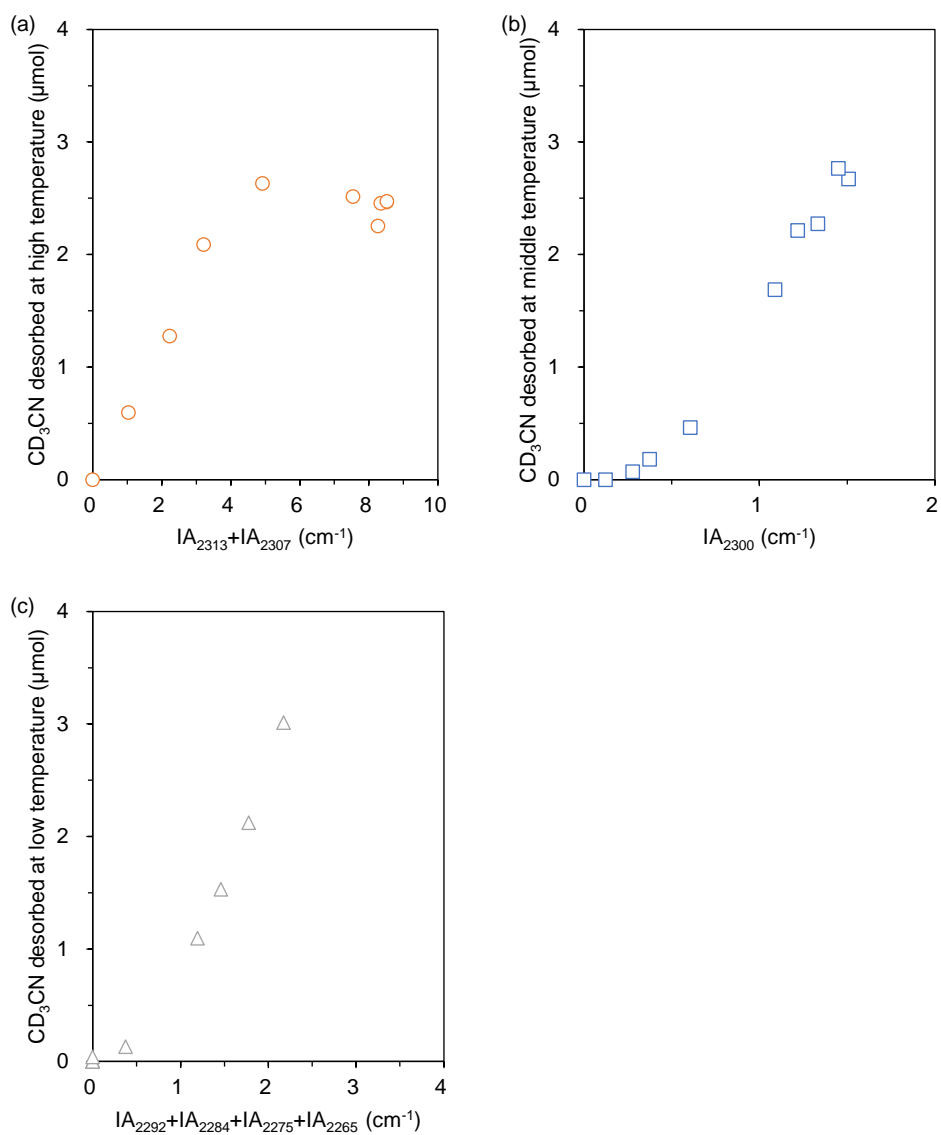 (a)
CD₃CN desorbed at high temperature (μmol)
4
3
2
1
0
0 2 4 6 8 10
IA₂₃₁₃+IA₂₃₀₇ (cm⁻¹)
(b)
CD₃CN desorbed at middle temperature (μmol)
4
3
2
1
0
0 1 2
IA₂₃₀₀ (cm⁻¹)
(c)
CD₃CN desorbed at low temperature (μmol)
4
3
2
1
0
0 1 2 3 4
IA₂₂₉₂+IA₂₂₈₄+IA₂₂₇₅+IA₂₂₆₅ (cm⁻¹)